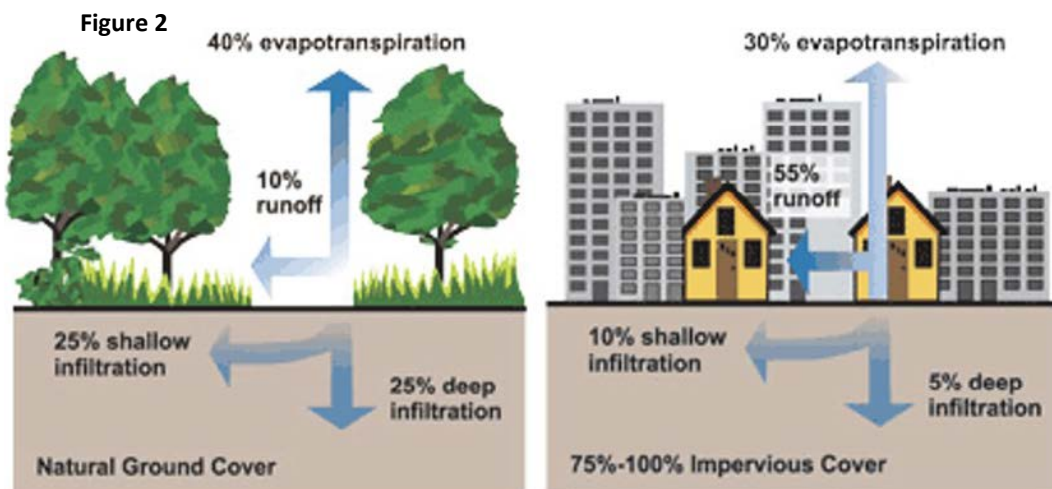 Figure 2
40% evapotranspiration
10%
runoff
25% shallow
infiltration
25% deep
infiltration
Natural Ground Cover
30% evapotranspiration
55%
runoff
10% shallow
infiltration
5% deep
infiltration
75%-100% Impervious Cover